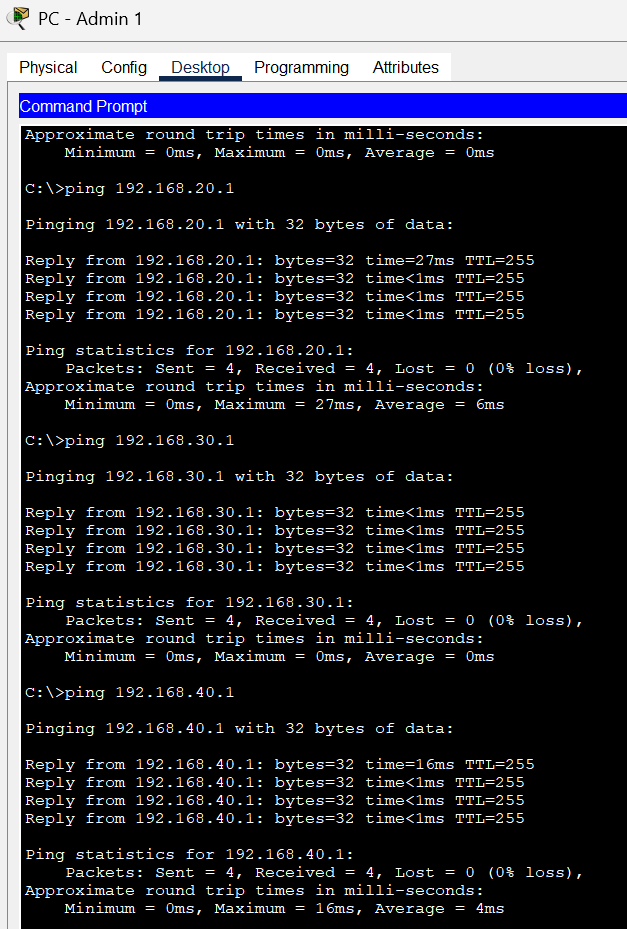 PC - Admin 1
Physical Config Desktop Programming Attributes
Command Prompt
Approximate round trip times in milli-seconds:
    Minimum = 0ms, Maximum = 0ms, Average = 0ms

C:\>ping 192.168.20.1

Pinging 192.168.20.1 with 32 bytes of data:

Reply from 192.168.20.1: bytes=32 time=27ms TTL=255
Reply from 192.168.20.1: bytes=32 time<1ms TTL=255
Reply from 192.168.20.1: bytes=32 time<1ms TTL=255
Reply from 192.168.20.1: bytes=32 time<1ms TTL=255

Ping statistics for 192.168.20.1:
    Packets: Sent = 4, Received = 4, Lost = 0 (0% loss),
Approximate round trip times in milli-seconds:
    Minimum = 0ms, Maximum = 27ms, Average = 6ms

C:\>ping 192.168.30.1

Pinging 192.168.30.1 with 32 bytes of data:

Reply from 192.168.30.1: bytes=32 time<1ms TTL=255
Reply from 192.168.30.1: bytes=32 time<1ms TTL=255
Reply from 192.168.30.1: bytes=32 time<1ms TTL=255
Reply from 192.168.30.1: bytes=32 time<1ms TTL=255

Ping statistics for 192.168.30.1:
    Packets: Sent = 4, Received = 4, Lost = 0 (0% loss),
Approximate round trip times in milli-seconds:
    Minimum = 0ms, Maximum = 0ms, Average = 0ms

C:\>ping 192.168.40.1

Pinging 192.168.40.1 with 32 bytes of data:

Reply from 192.168.40.1: bytes=32 time=16ms TTL=255
Reply from 192.168.40.1: bytes=32 time<1ms TTL=255
Reply from 192.168.40.1: bytes=32 time<1ms TTL=255
Reply from 192.168.40.1: bytes=32 time<1ms TTL=255

Ping statistics for 192.168.40.1:
    Packets: Sent = 4, Received = 4, Lost = 0 (0% loss),
Approximate round trip times in milli-seconds:
    Minimum = 0ms, Maximum = 16ms, Average = 4ms